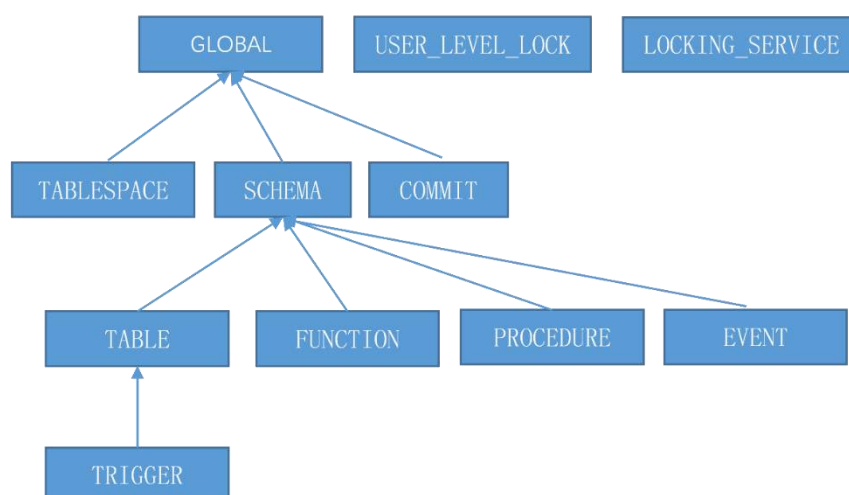 GLOBAL
USER_LEVEL_LOCK
LOCKING_SERVICE
TABLESPACE
SCHEMA
COMMIT
TABLE
FUNCTION
PROCEDURE
EVENT
TRIGGER